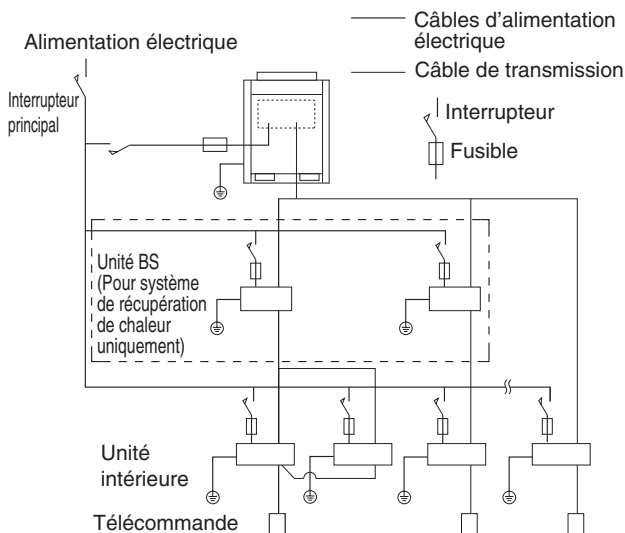 Alimentation électrique
Interrupteur
principal
Câbles d'alimentation
électrique
Câble de transmission
Interrupteur
Fusible
Unité BS
(Pour système
de récupération
de chaleur
uniquement)
Unité
intérieure
Télécommande